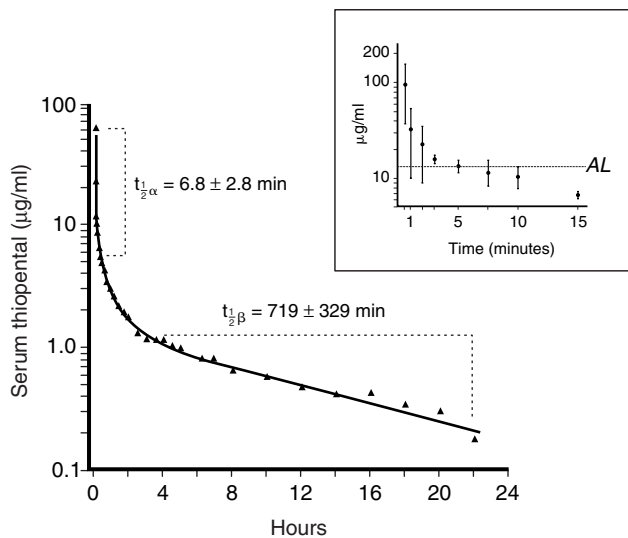 200
100
µg/ml
10
AL
1
5
10
15
Time (minutes)
100
10
1.0
0.1
Serum thiopental (µg/ml)
t½α = 6.8 ± 2.8 min
t½β = 719 ± 329 min
0 4 8 12 16 20 24
Hours